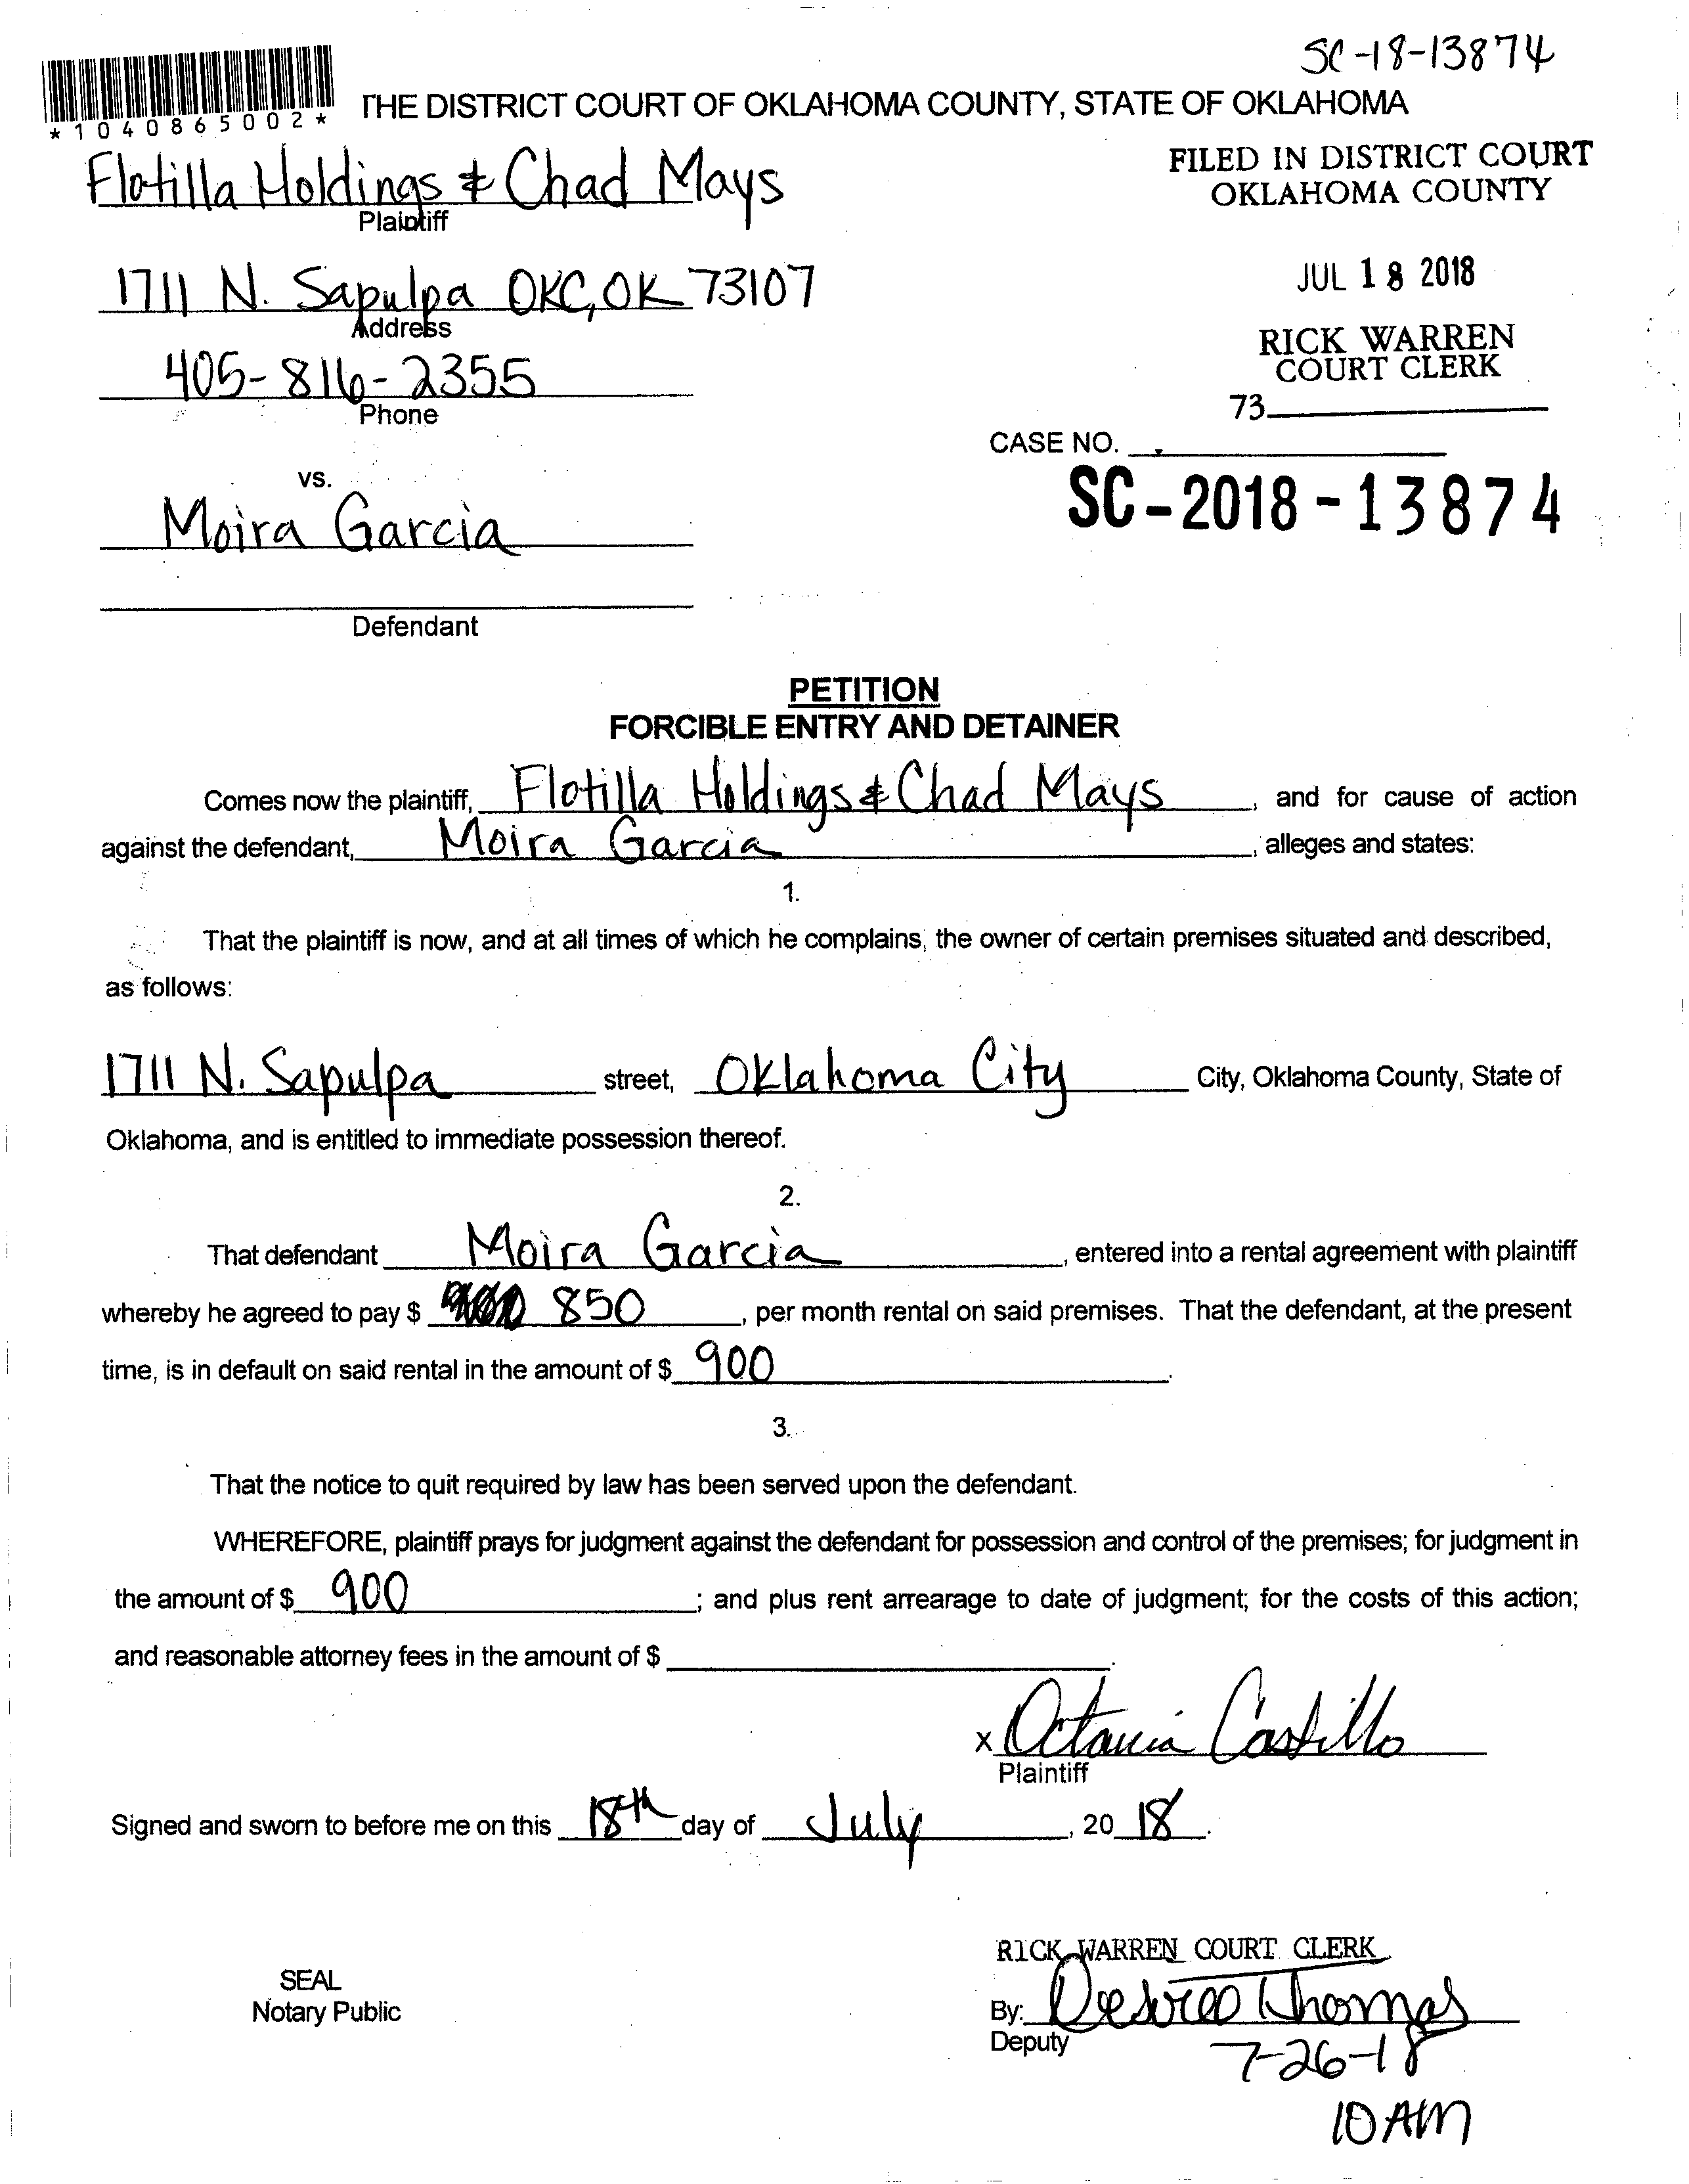 SC-18-13874
*1040865002*
THE DISTRICT COURT OF OKLAHOMA COUNTY, STATE OF OKLAHOMA
Flotilla Holdings & Chad Mays
Plaintiff
FILED IN DISTRICT COURT
OKLAHOMA COUNTY
1711 N. Sapulpa OKC, OK 73107
Address
JUL 18 2018
405-816-2355
Phone
RICK WARREN
COURT CLERK
73
CASE NO.
SC-2018-13874
vs.
Moira Garcia
Defendant
PETITION
FORCIBLE ENTRY AND DETAINER
Comes now the plaintiff, Flotilla Holdings & Chad Mays, and for cause of action
against the defendant, Moira Garcia, alleges and states:
1.
That the plaintiff is now, and at all times of which he complains, the owner of certain premises situated and described,
as follows:
1711 N. Sapulpa street, Oklahoma City City, Oklahoma County, State of
Oklahoma, and is entitled to immediate possession thereof.
2.
That defendant Moira Garcia, entered into a rental agreement with plaintiff
whereby he agreed to pay $ 850, per month rental on said premises. That the defendant, at the present
time, is in default on said rental in the amount of $ 900.
3.
That the notice to quit required by law has been served upon the defendant.
WHEREFORE, plaintiff prays for judgment against the defendant for possession and control of the premises; for judgment in
the amount of $ 900; and plus rent arrearage to date of judgment; for the costs of this action;
and reasonable attorney fees in the amount of $.
X Octavia Castillo
Plaintiff
Signed and sworn to before me on this 18th day of July, 2018.
SEAL
Notary Public
RICK WARREN COURT CLERK
By: Desiree Thomas
Deputy
7-26-18
10 AM